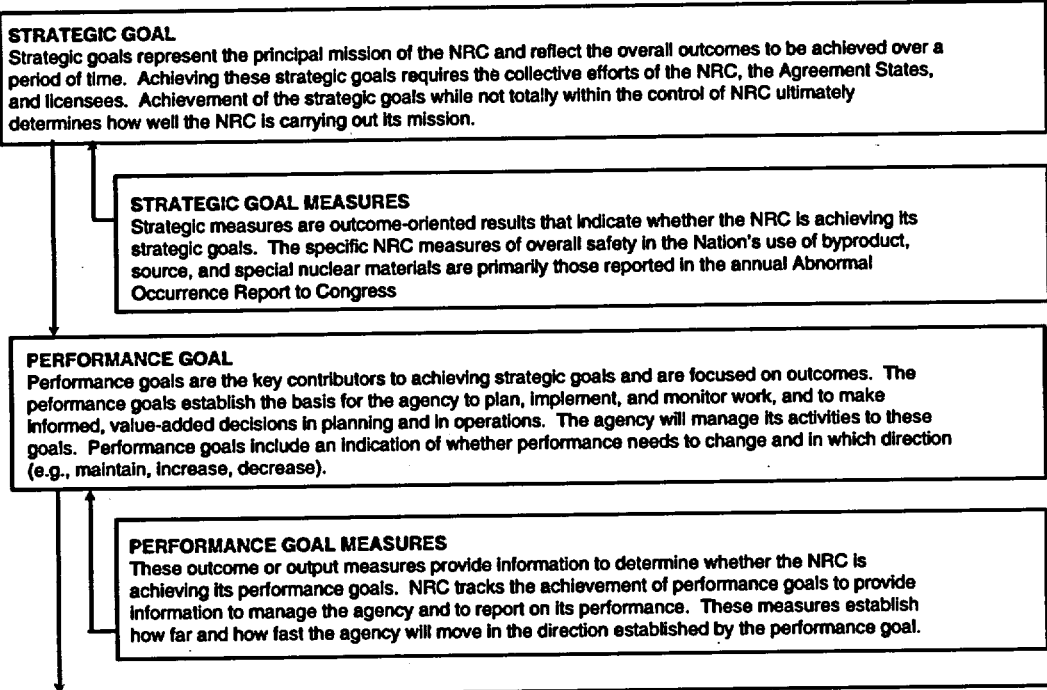 STRATEGIC GOAL
Strategic goals represent the principal mission of the NRC and reflect the overall outcomes to be achieved over a
period of time. Achieving these strategic goals requires the collective efforts of the NRC, the Agreement States,
and licensees. Achievement of the strategic goals while not totally within the control of NRC ultimately
determines how well the NRC is carrying out its mission.
STRATEGIC GOAL MEASURES
Strategic measures are outcome-oriented results that indicate whether the NRC is achieving its
strategic goals. The specific NRC measures of overall safety in the Nation's use of byproduct,
source, and special nuclear materials are primarily those reported in the annual Abnormal
Occurrence Report to Congress
PERFORMANCE GOAL
Performance goals are the key contributors to achieving strategic goals and are focused on outcomes. The
peformance goals establish the basis for the agency to plan, implement, and monitor work, and to make
informed, value-added decisions in planning and in operations. The agency will manage its activities to these
goals. Performance goals include an indication of whether performance needs to change and in which direction
(e.g., maintain, increase, decrease).
PERFORMANCE GOAL MEASURES
These outcome or output measures provide information to determine whether the NRC is
achieving its performance goals. NRC tracks the achievement of performance goals to provide
information to manage the agency and to report on its performance. These measures establish
how far and how fast the agency will move in the direction established by the performance goal.